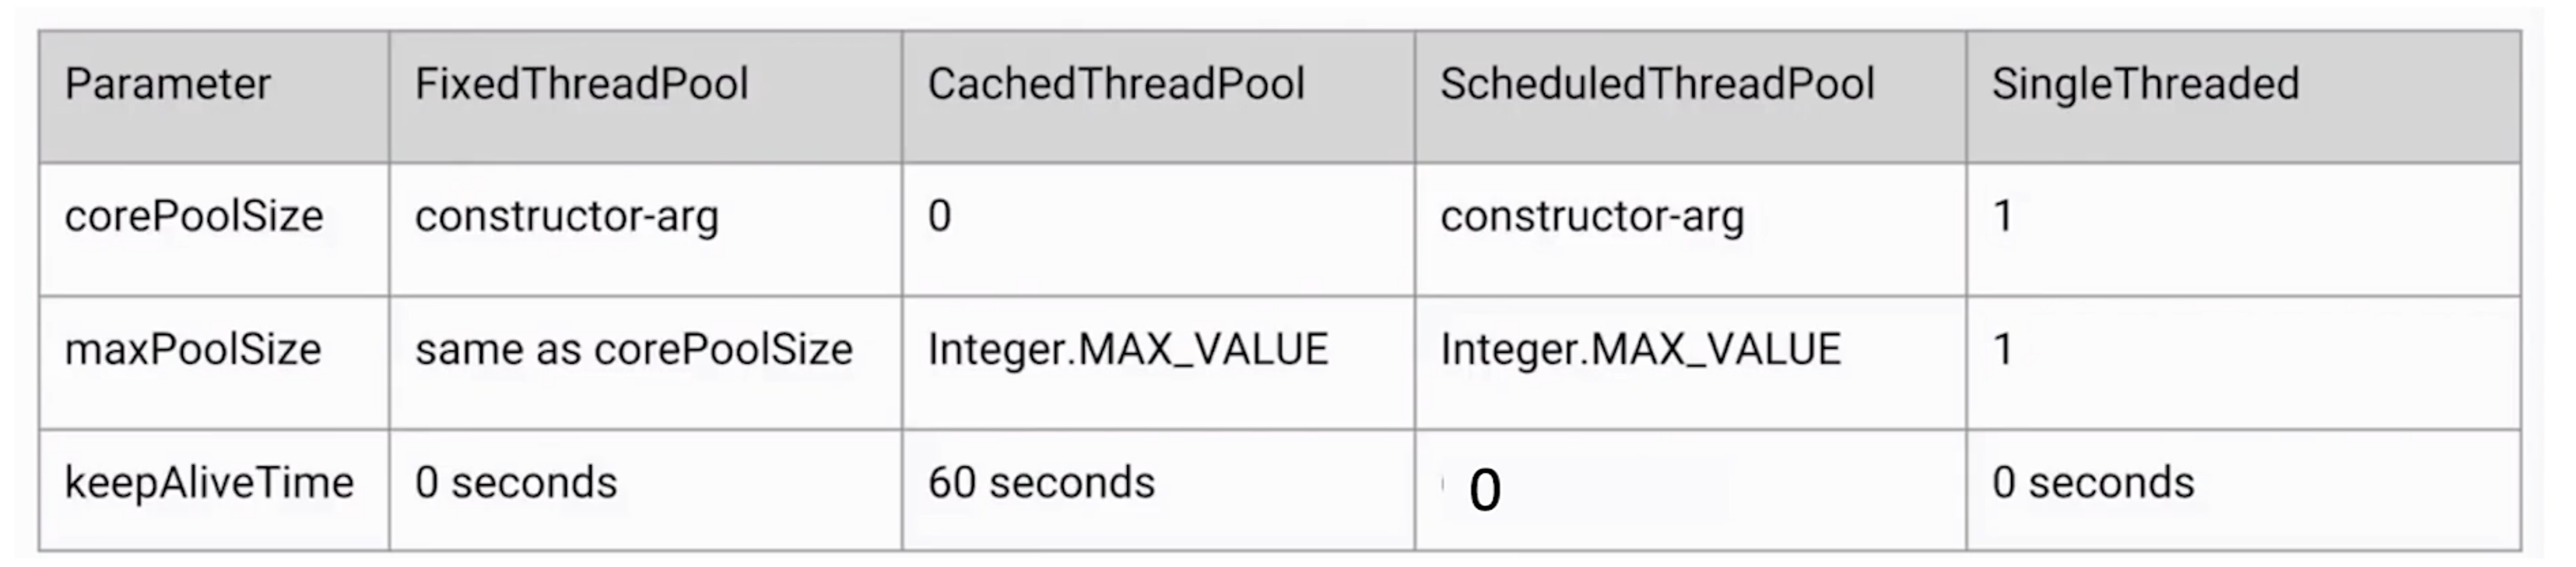 Parameter FixedThreadPool CachedThreadPool ScheduledThreadPool SingleThreaded
corePoolSize constructor-arg 0 constructor-arg 1
maxPoolSize same as corePoolSize Integer.MAX_VALUE Integer.MAX_VALUE 1
keepAliveTime 0 seconds 60 seconds 0 0 seconds